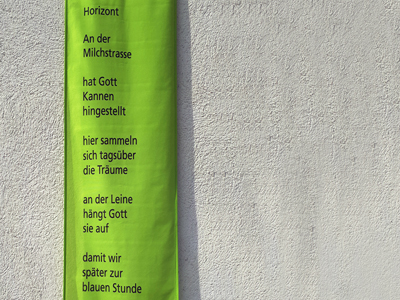 Horizont
An der
Milchstrasse
hat Gott
Kannen
hingestellt
hier sammeln
sich tagsüber
die Träume
an der Leine
hängt Gott
sie auf
damit wir
später zur
blauen Stunde